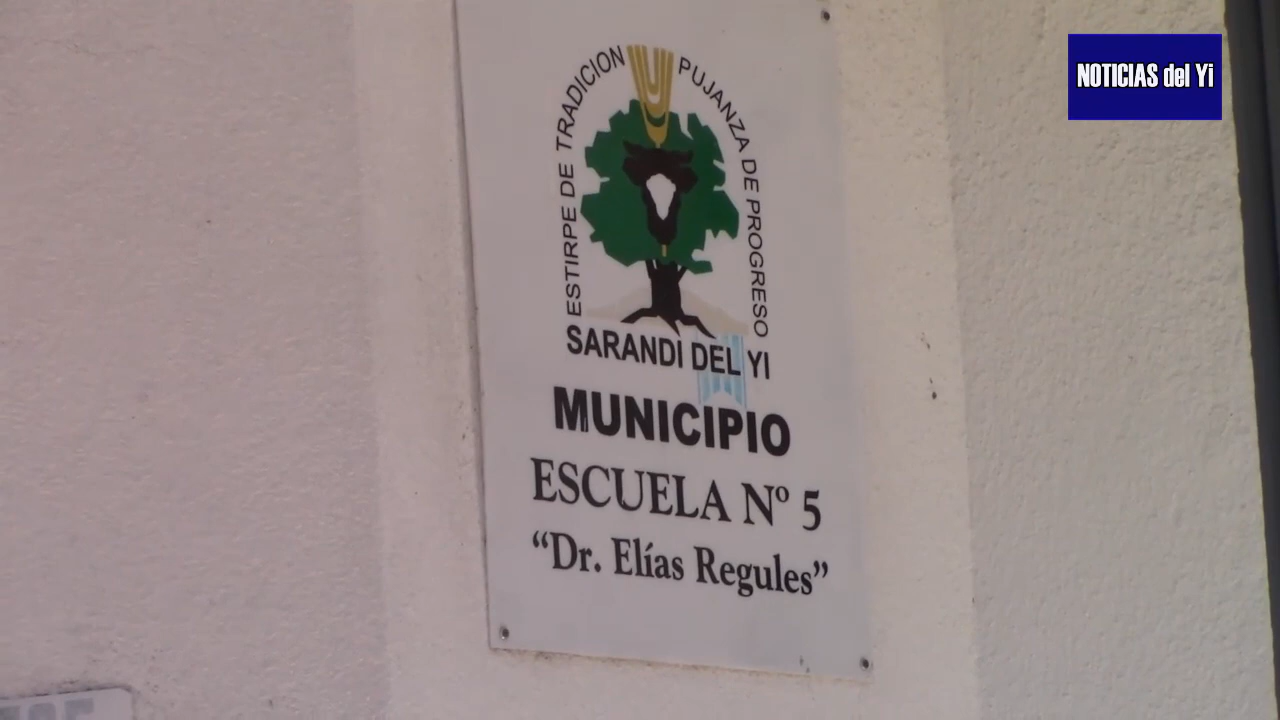 NOTICIAS del Yi
ESTIRPE DE TRADICION
PUJANZA DE PROGRESO
SARANDI DEL YI
MUNICIPIO
ESCUELA Nº 5
“Dr. Elías Regules”